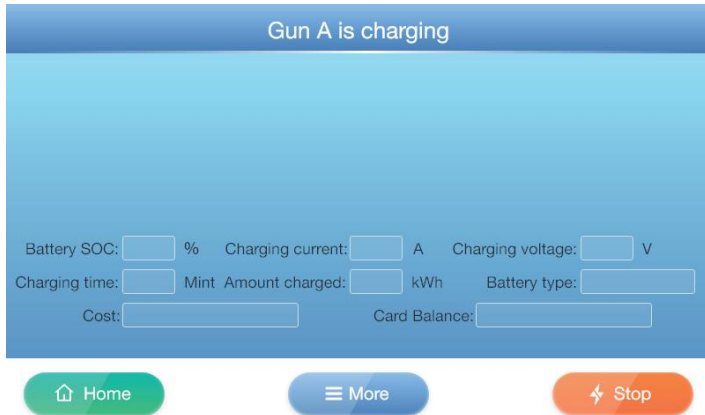 Gun A is charging
Battery SOC: % Charging current: A Charging voltage: V
Charging time: Mint Amount charged: kWh Battery type:
Cost: Card Balance:
Home More Stop